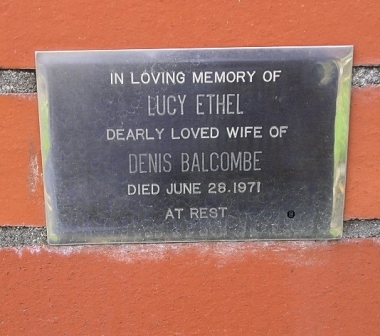 IN LOVING MEMORY OF
LUCY ETHEL
DEARLY LOVED WIFE OF
DENIS BALCOMBE
DIED JUNE 28.1971
AT REST